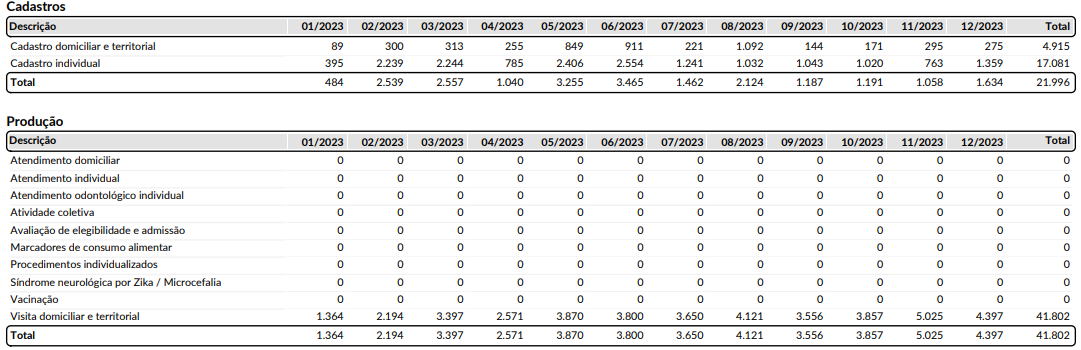 Cadastros
Descrição 01/2023 02/2023 03/2023 04/2023 05/2023 06/2023 07/2023 08/2023 09/2023 10/2023 11/2023 12/2023 Total
Cadastro domiciliar e territorial 89 300 313 255 849 911 221 1.092 144 171 295 275 4.915
Cadastro individual 395 2.239 2.244 785 2.406 2.554 1.241 1.032 1.043 1.020 763 1.359 17.081
Total 484 2.539 2.557 1.040 3.255 3.465 1.462 2.124 1.187 1.191 1.058 1.634 21.996
Produção
Descrição 01/2023 02/2023 03/2023 04/2023 05/2023 06/2023 07/2023 08/2023 09/2023 10/2023 11/2023 12/2023 Total
Atendimento domiciliar 0 0 0 0 0 0 0 0 0 0 0 0 0
Atendimento individual 0 0 0 0 0 0 0 0 0 0 0 0 0
Atendimento odontológico individual 0 0 0 0 0 0 0 0 0 0 0 0 0
Atividade coletiva 0 0 0 0 0 0 0 0 0 0 0 0 0
Avaliação de elegibilidade e admissão 0 0 0 0 0 0 0 0 0 0 0 0 0
Marcadores de consumo alimentar 0 0 0 0 0 0 0 0 0 0 0 0 0
Procedimentos individualizados 0 0 0 0 0 0 0 0 0 0 0 0 0
Síndrome neurológica por Zika / Microcefalia 0 0 0 0 0 0 0 0 0 0 0 0 0
Vacinação 0 0 0 0 0 0 0 0 0 0 0 0 0
Visita domiciliar e territorial 1.364 2.194 3.397 2.571 3.870 3.800 3.650 4.121 3.556 3.857 5.025 4.397 41.802
Total 1.364 2.194 3.397 2.571 3.870 3.800 3.650 4.121 3.556 3.857 5.025 4.397 41.802